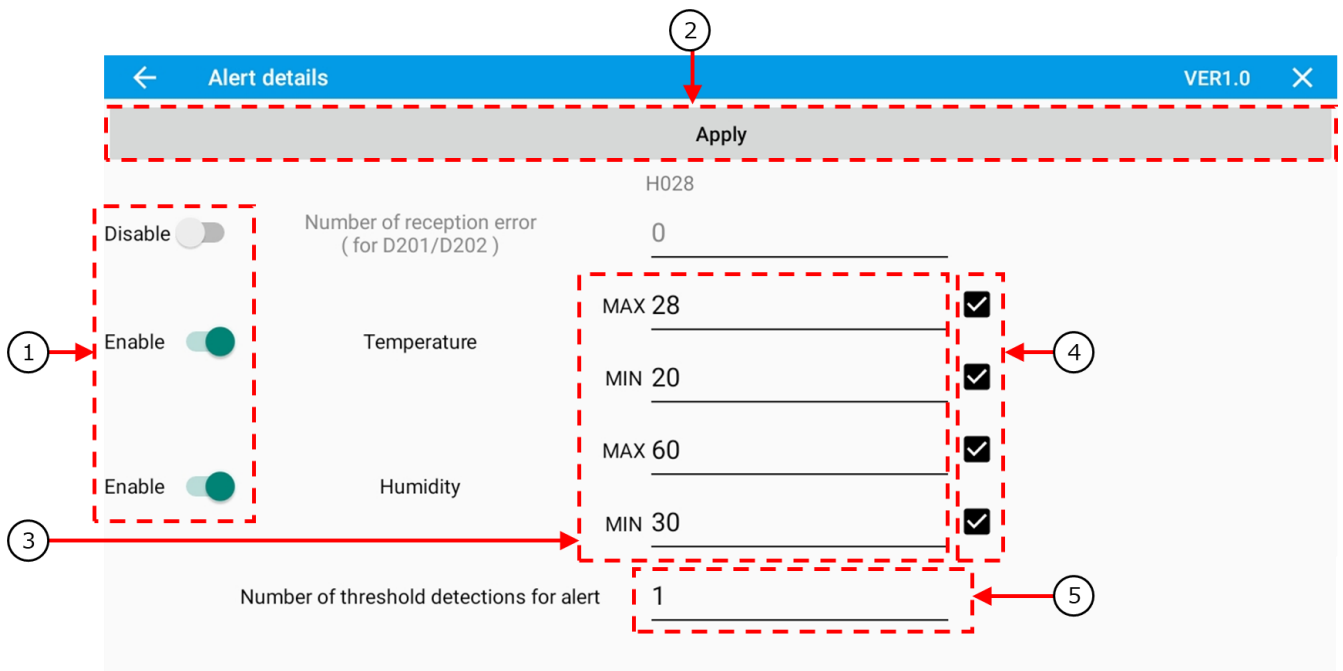 2
Alert details
VER1.0
Apply
H028
Disable
Number of reception error
( for D201/D202 )
0
MAX 28
1
Enable
Temperature
4
MIN 20
MAX 60
Enable
Humidity
MIN 30
3
Number of threshold detections for alert
1
5